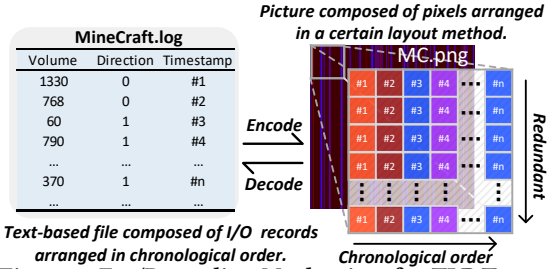 Picture composed of pixels arranged
in a certain layout method.
MineCraft.log
Volume Direction Timestamp
1330 0 #1
768 0 #2
60 1 #3
790 1 #4
... ... ...
370 1 #n
... ... ...
Encode
Decode
MC.png
#1 #2 #3 #4 ... #n
#1 #2 #3 #4 ... #n
#1 #2 #3 #4 ... #n
#1 #2 #3 #4 ... #n
#1 #2 #3 #4 ... #n
Redundant
Text-based file composed of I/O records
arranged in chronological order.
Chronological order